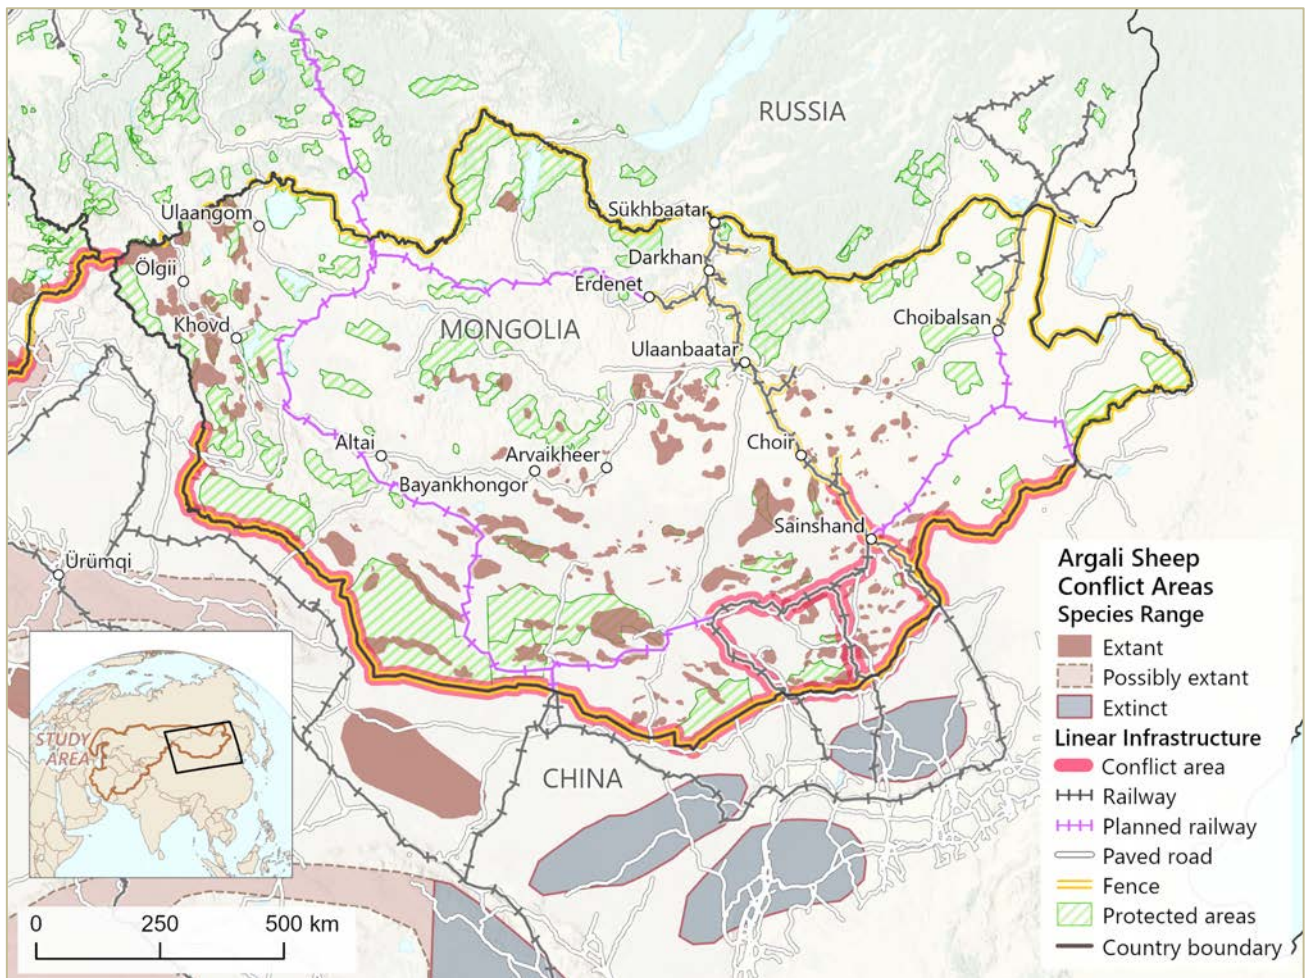 RUSSIA
Ulaangom
Sükhbaatar
Darkhan
Ölgii
Erdenet
Khovd
MONGOLIA
Choibalsan
Ulaanbaatar
Altai
Arvaikheer
Choir
Bayankhongor
Sainshand
Ürümqi
CHINA
STUDY
AREA
0 250 500 km
Argali Sheep
Conflict Areas
Species Range
Extant
Possibly extant
Extinct
Linear Infrastructure
Conflict area
Railway
Planned railway
Paved road
Fence
Protected areas
Country boundary